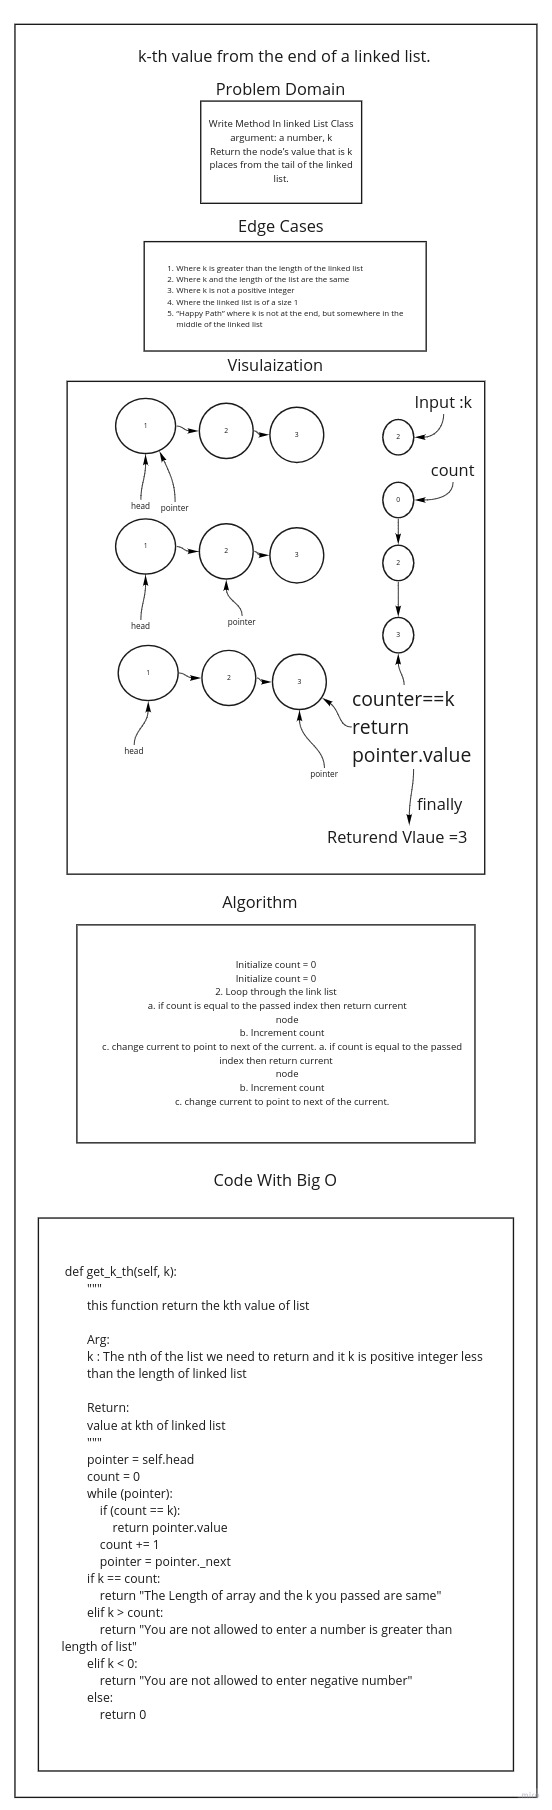 k-th value from the end of a linked list.
Problem Domain
Write Method In linked List Class
argument: a number, k
Return the node's value that is k
places from the tail of the linked
list.
Edge Cases
1. Where k is greater than the length of the linked list
2. Where k and the length of the list are the same
3. Where k is not a positive integer
4. Where the linked list is of a size 1
5. “Happy Path” where k is not at the end, but somewhere in the
middle of the linked list
Visulaization
Input :k
1
2
3
2
count
0
head
pointer
1
2
3
2
head
pointer
3
1
2
3
counter==k
return
pointer.value
head
pointer
finally
Returend Vlaue =3
Algorithm
Initialize count = 0
Initialize count = 0
2. Loop through the link list
a. if count is equal to the passed index then return current
node
b. Increment count
c. change current to point to next of the current. a. if count is equal to the passed
index then return current
node
b. Increment count
c. change current to point to next of the current.
Code With Big O
def get_k_th(self, k):
"""
this function return the kth value of list
Arg:
k : The nth of the list we need to return and it k is positive integer less
than the length of linked list
Return:
value at kth of linked list
"""
pointer = self.head
count = 0
while (pointer):
if (count == k):
return pointer.value
count += 1
pointer = pointer._next
if k == count:
return "The Length of array and the k you passed are same"
elif k > count:
return "You are not allowed to enter a number is greater than
length of list"
elif k < 0:
return "You are not allowed to enter negative number"
else:
return 0
miro